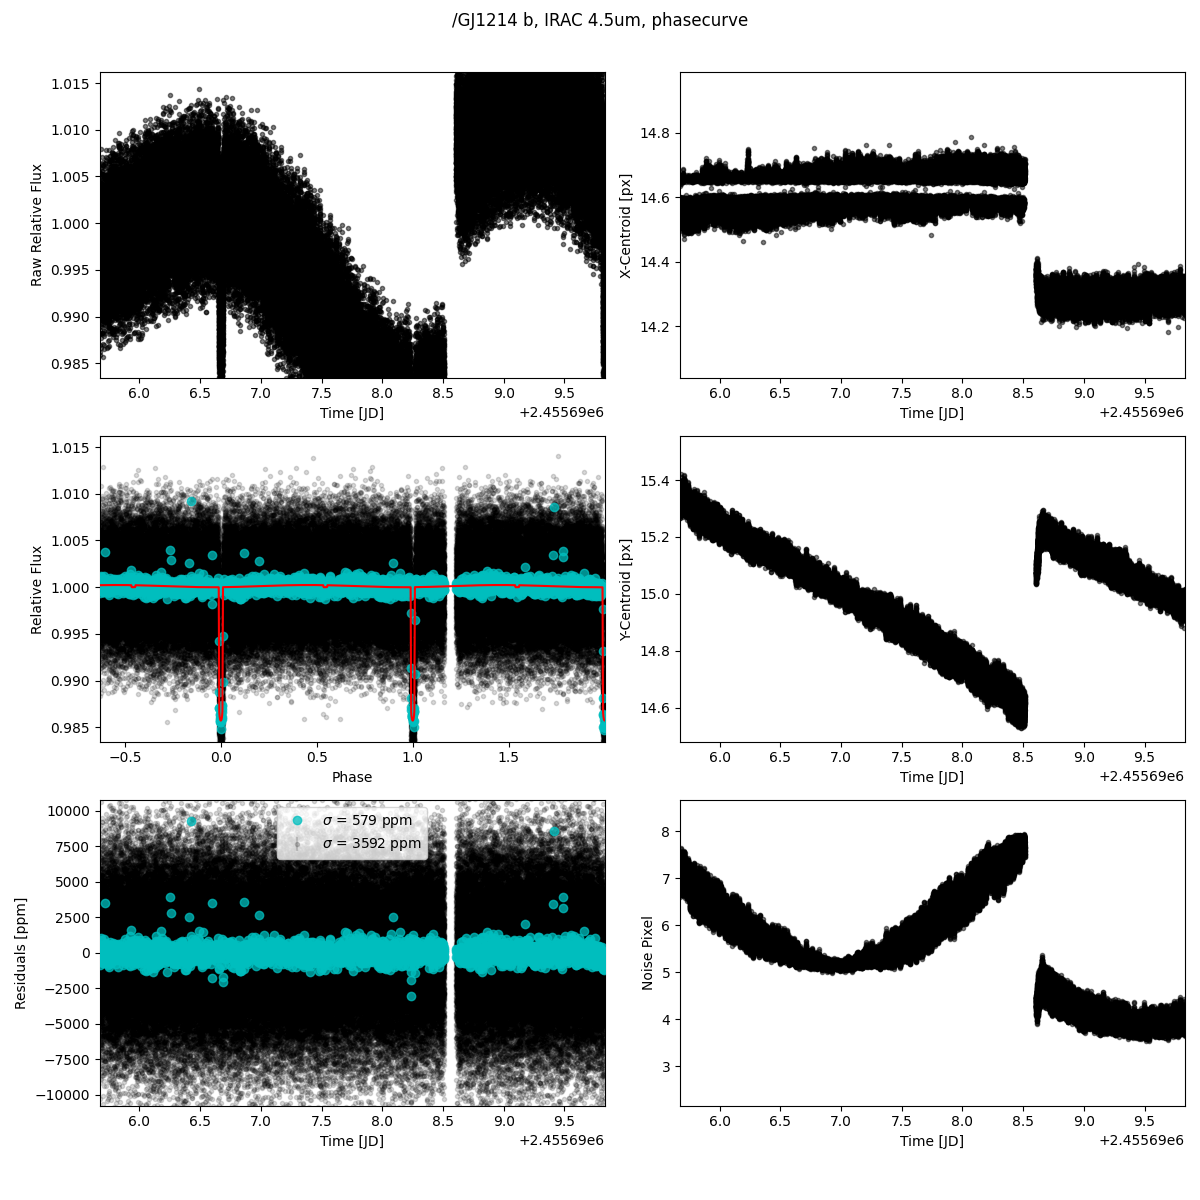 /GJ1214 b, IRAC 4.5um, phasecurve
1.015
1.010
1.005
1.000
0.995
0.990
0.985
Raw Relative Flux
6.0 6.5 7.0 7.5 8.0 8.5 9.0 9.5
Time [JD]
+2.45569e6
14.8
14.6
14.4
14.2
X-Centroid [px]
6.0 6.5 7.0 7.5 8.0 8.5 9.0 9.5
Time [JD]
+2.45569e6
1.015
1.010
1.005
1.000
0.995
0.990
0.985
Relative Flux
−0.5 0.0 0.5 1.0 1.5
Phase
15.4
15.2
15.0
14.8
14.6
Y-Centroid [px]
6.0 6.5 7.0 7.5 8.0 8.5 9.0 9.5
Time [JD]
+2.45569e6
10000
7500
5000
2500
0
−2500
−5000
−7500
−10000
Residuals [ppm]
σ = 579 ppm
σ = 3592 ppm
6.0 6.5 7.0 7.5 8.0 8.5 9.0 9.5
Time [JD]
+2.45569e6
8
7
6
5
4
3
Noise Pixel
6.0 6.5 7.0 7.5 8.0 8.5 9.0 9.5
Time [JD]
+2.45569e6